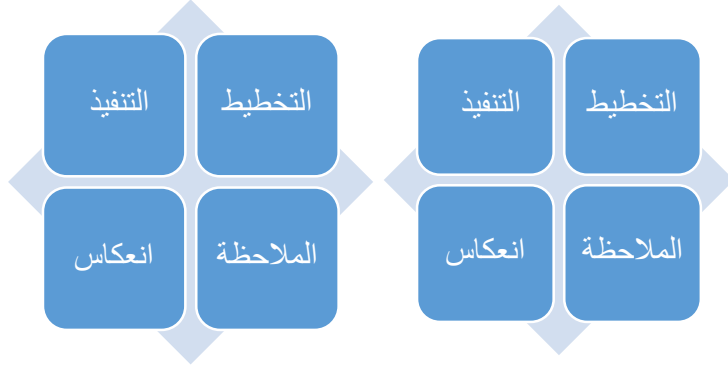 التخطيط
التنفيذ
الملاحظة
انعكاس
التخطيط
التنفيذ
الملاحظة
انعكاس